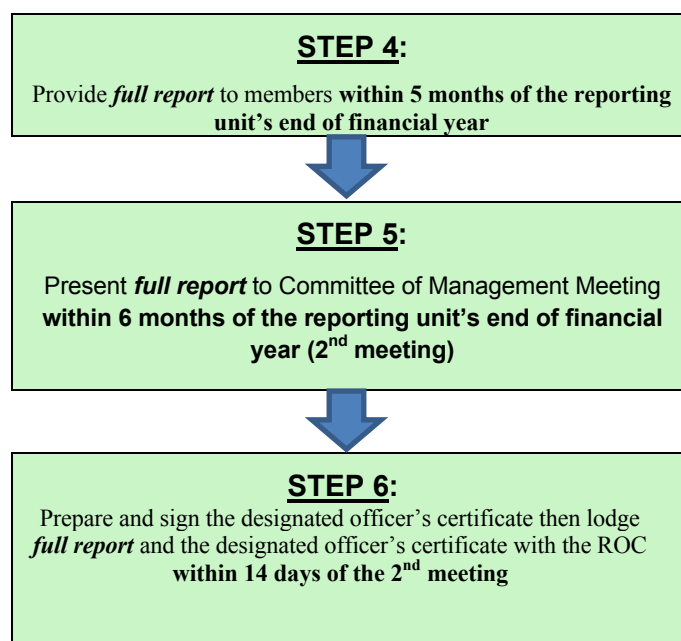 STEP 4:
Provide full report to members within 5 months of the reporting
unit’s end of financial year
STEP 5:
Present full report to Committee of Management Meeting
within 6 months of the reporting unit’s end of financial
year (2nd meeting)
STEP 6:
Prepare and sign the designated officer’s certificate then lodge
full report and the designated officer’s certificate with the ROC
within 14 days of the 2nd meeting